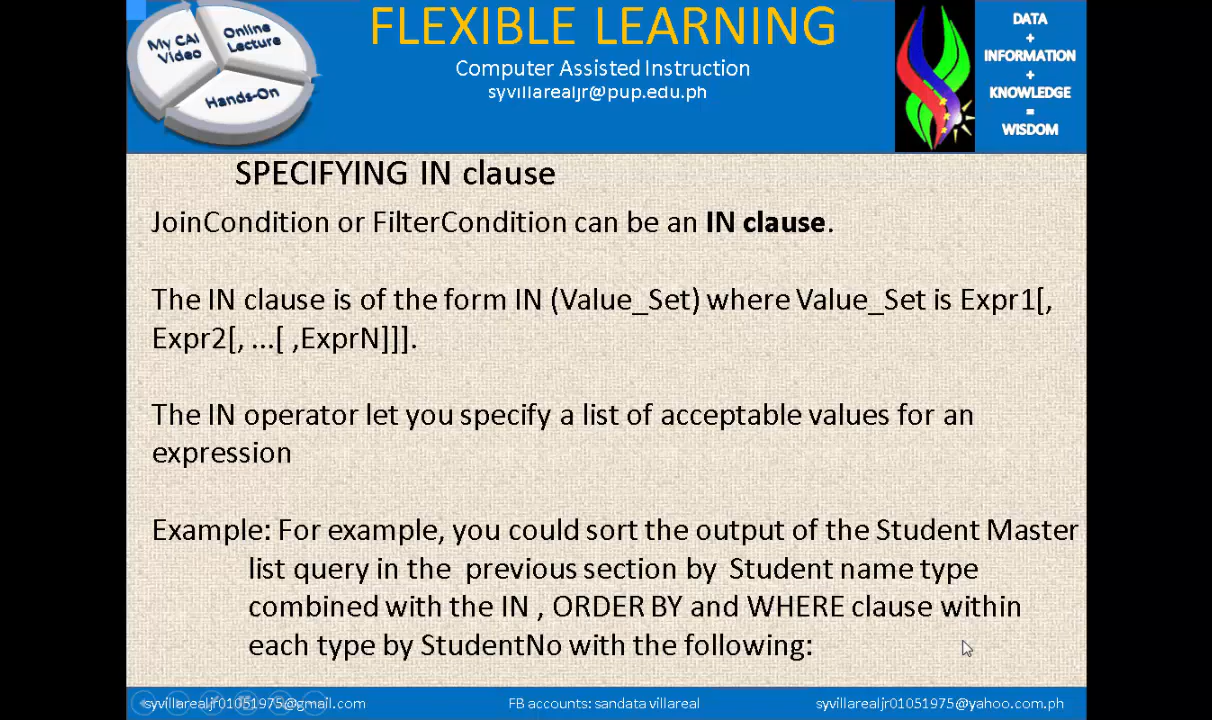 My CAI
Video
Online
Lecture
Hands-On
FLEXIBLE LEARNING
Computer Assisted Instruction
syvillarealjr@pup.edu.ph
DATA
+
INFORMATION
+
KNOWLEDGE
=
WISDOM
SPECIFYING IN clause
JoinCondition or FilterCondition can be an IN clause.
The IN clause is of the form IN (Value_Set) where Value_Set is Expr1[,
Expr2[, ...[ ,ExprN]]].
The IN operator let you specify a list of acceptable values for an
expression
Example: For example, you could sort the output of the Student Master
list query in the previous section by Student name type
combined with the IN , ORDER BY and WHERE clause within
each type by StudentNo with the following:
syvillarealjr01051975@gmail.com
FB accounts: sandata villareal
syvillarealjr01051975@yahoo.com.ph